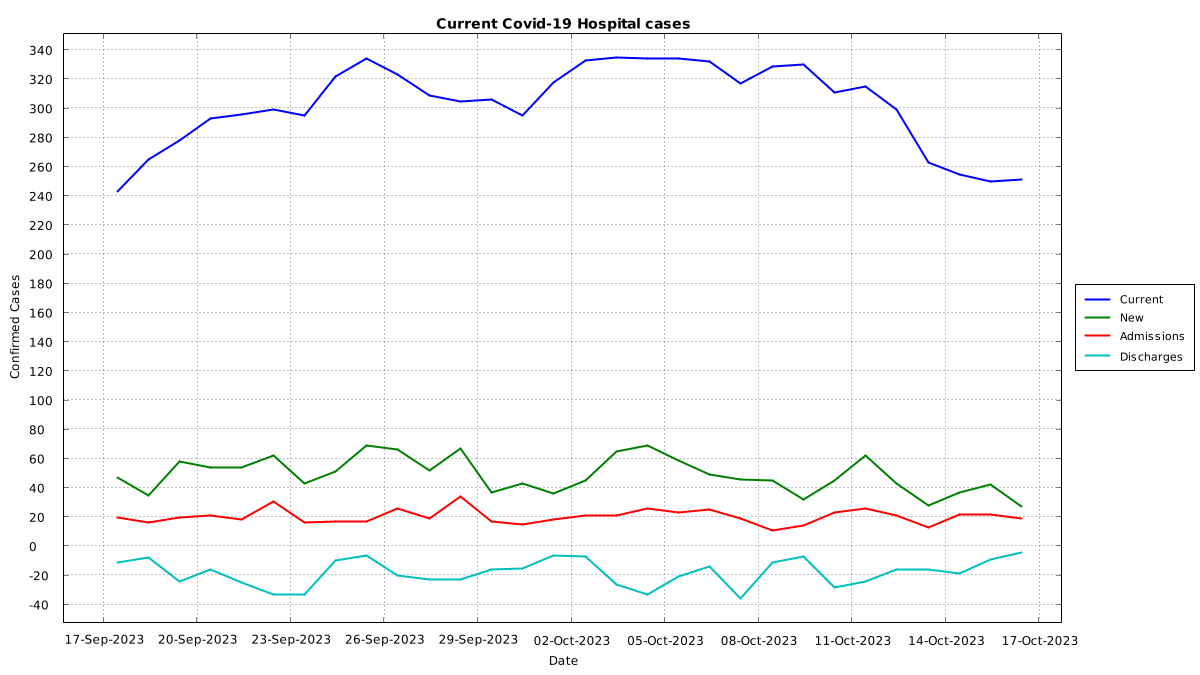 Current Covid-19 Hospital cases
340
320
300
280
260
240
220
200
180
160
140
120
100
80
60
40
20
0
-20
-40
Confirmed Cases
17-Sep-2023 20-Sep-2023 23-Sep-2023 26-Sep-2023 29-Sep-2023 02-Oct-2023 05-Oct-2023 08-Oct-2023 11-Oct-2023 14-Oct-2023 17-Oct-2023
Date
Current
New
Admissions
Discharges